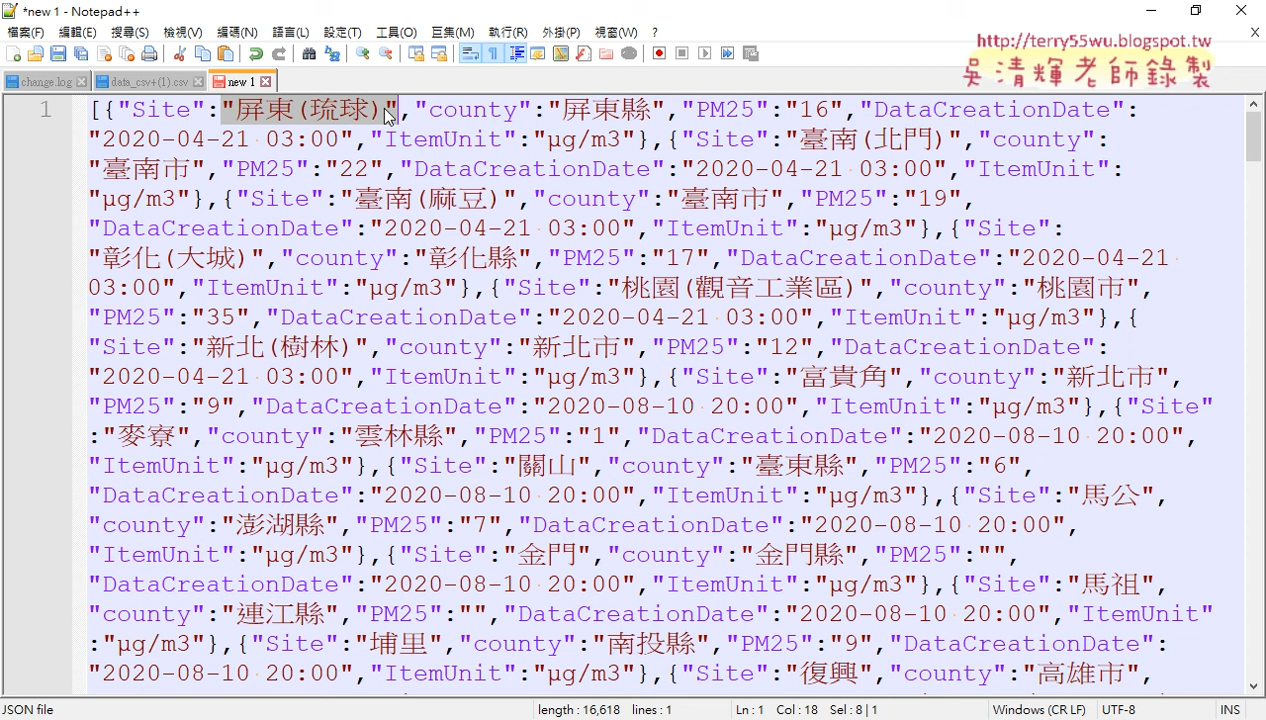 *new 1 - Notepad++
檔案(F) 編輯(E) 搜尋(S) 檢視(V) 編碼(N) 語言(L) 設定(T) 工具(O) 巨集(M) 執行(R) 外掛(P) 視窗(W) ? X
http://terry55wu.blogspot.tw
吳清輝老師錄製
change.log data_csv+(1).csv new 1
1 [{"Site":"屏東(琉球)","county":"屏東縣","PM25":"16","DataCreationDate":
"2020-04-21 03:00","ItemUnit":"μg/m3"},{"Site":"臺南(北門)","county":
"臺南市","PM25":"22","DataCreationDate":"2020-04-21 03:00","ItemUnit":
"μg/m3"},{"Site":"臺南(麻豆)","county":"臺南市","PM25":"19",
"DataCreationDate":"2020-04-21 03:00","ItemUnit":"μg/m3"},{"Site":
"彰化(大城)","county":"彰化縣","PM25":"17","DataCreationDate":"2020-04-21
03:00","ItemUnit":"μg/m3"},{"Site":"桃園(觀音工業區)","county":"桃園市",
"PM25":"35","DataCreationDate":"2020-04-21 03:00","ItemUnit":"μg/m3"},{
"Site":"新北(樹林)","county":"新北市","PM25":"12","DataCreationDate":
"2020-04-21 03:00","ItemUnit":"μg/m3"},{"Site":"富貴角","county":"新北市",
"PM25":"9","DataCreationDate":"2020-08-10 20:00","ItemUnit":"μg/m3"},{"Site"
:"麥寮","county":"雲林縣","PM25":"1","DataCreationDate":"2020-08-10 20:00",
"ItemUnit":"μg/m3"},{"Site":"關山","county":"臺東縣","PM25":"6",
"DataCreationDate":"2020-08-10 20:00","ItemUnit":"μg/m3"},{"Site":"馬公",
"county":"澎湖縣","PM25":"7","DataCreationDate":"2020-08-10 20:00",
"ItemUnit":"μg/m3"},{"Site":"金門","county":"金門縣","PM25":"",
"DataCreationDate":"2020-08-10 20:00","ItemUnit":"μg/m3"},{"Site":"馬祖",
"county":"連江縣","PM25":"","DataCreationDate":"2020-08-10 20:00","ItemUnit"
:"μg/m3"},{"Site":"埔里","county":"南投縣","PM25":"9","DataCreationDate":
"2020-08-10 20:00","ItemUnit":"μg/m3"},{"Site":"復興","county":"高雄市",
JSON file length : 16,618 lines : 1 Ln : 1 Col : 18 Sel : 8 | 1 Windows (CR LF) UTF-8 INS